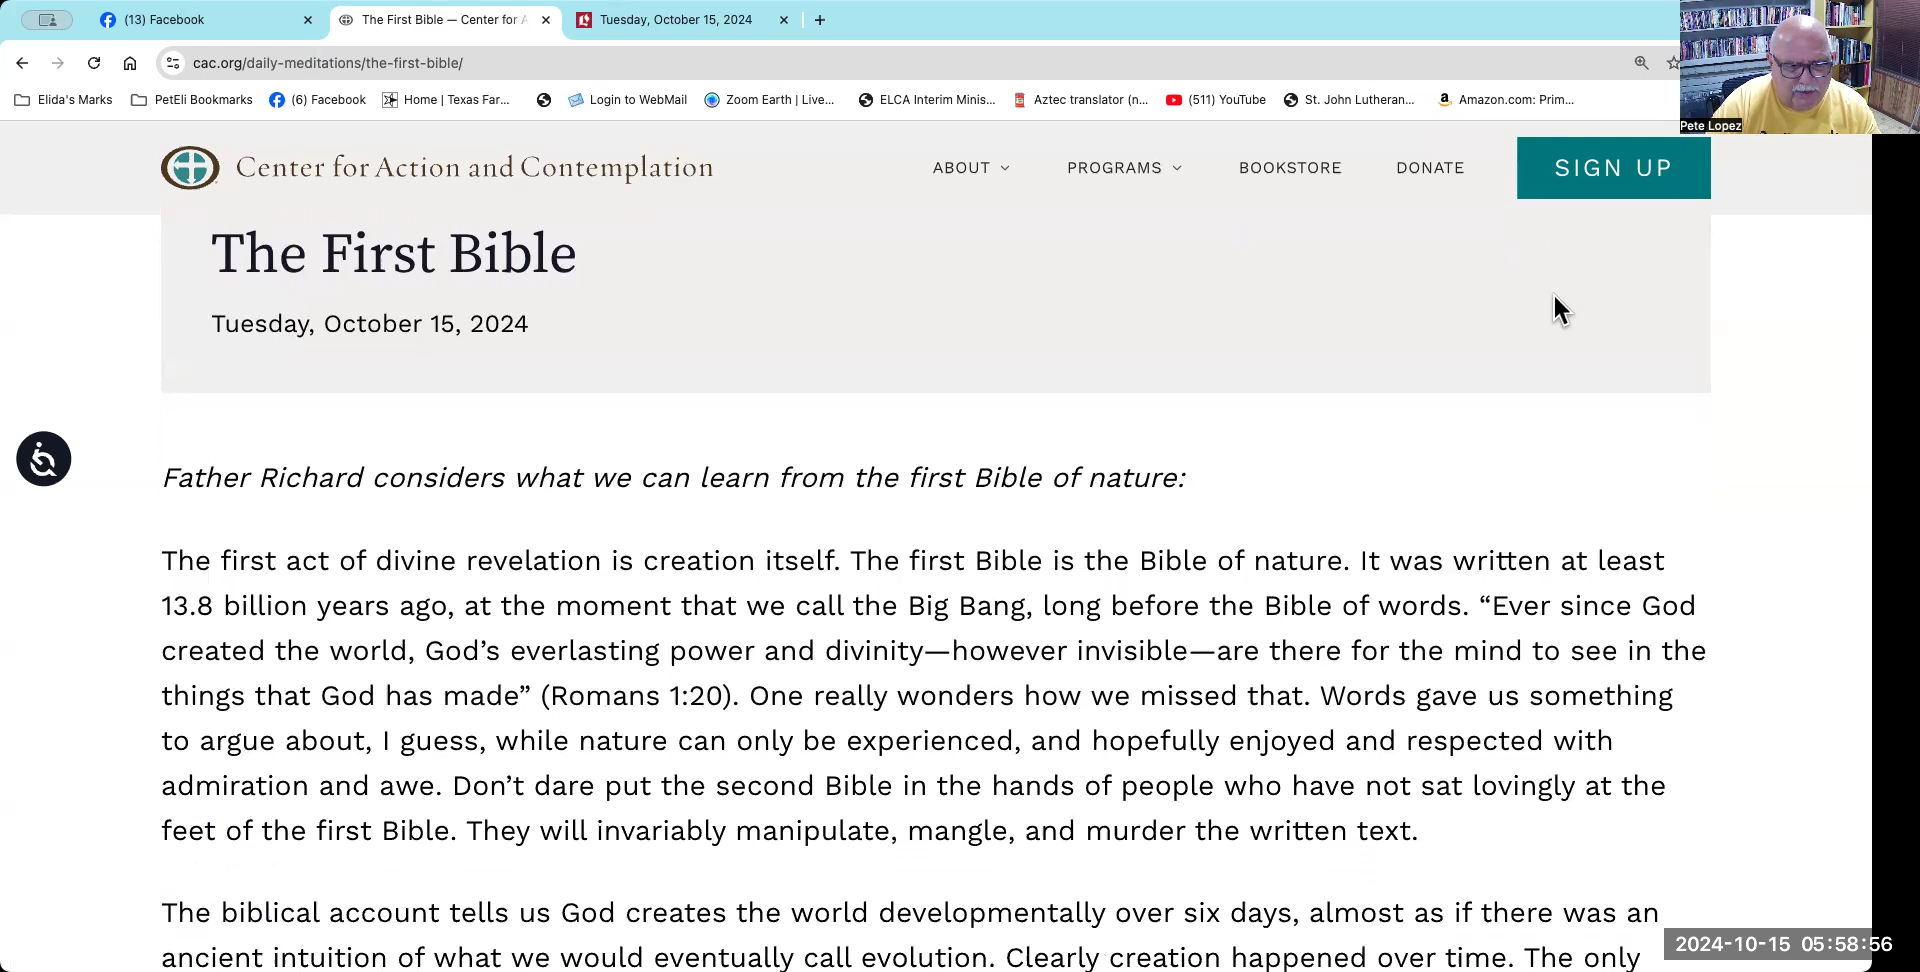 (13) Facebook
The First Bible — Center for A
Tuesday, October 15, 2024
cac.org/daily-meditations/the-first-bible/
Elida's Marks
PetEli Bookmarks
(6) Facebook
Home | Texas Far...
Login to WebMail
Zoom Earth | Live...
ELCA Interim Minis...
Aztec translator (n...
(511) YouTube
St. John Lutheran...
Amazon.com: Prim...
Pete Lopez
Center for Action and Contemplation
ABOUT
PROGRAMS
BOOKSTORE
DONATE
SIGN UP
The First Bible
Tuesday, October 15, 2024
Father Richard considers what we can learn from the first Bible of nature:
The first act of divine revelation is creation itself. The first Bible is the Bible of nature. It was written at least
13.8 billion years ago, at the moment that we call the Big Bang, long before the Bible of words. “Ever since God
created the world, God’s everlasting power and divinity—however invisible—are there for the mind to see in the
things that God has made” (Romans 1:20). One really wonders how we missed that. Words gave us something
to argue about, I guess, while nature can only be experienced, and hopefully enjoyed and respected with
admiration and awe. Don’t dare put the second Bible in the hands of people who have not sat lovingly at the
feet of the first Bible. They will invariably manipulate, mangle, and murder the written text.
The biblical account tells us God creates the world developmentally over six days, almost as if there was an
ancient intuition of what we would eventually call evolution. Clearly creation happened over time. The only
2024-10-15 05:58:56